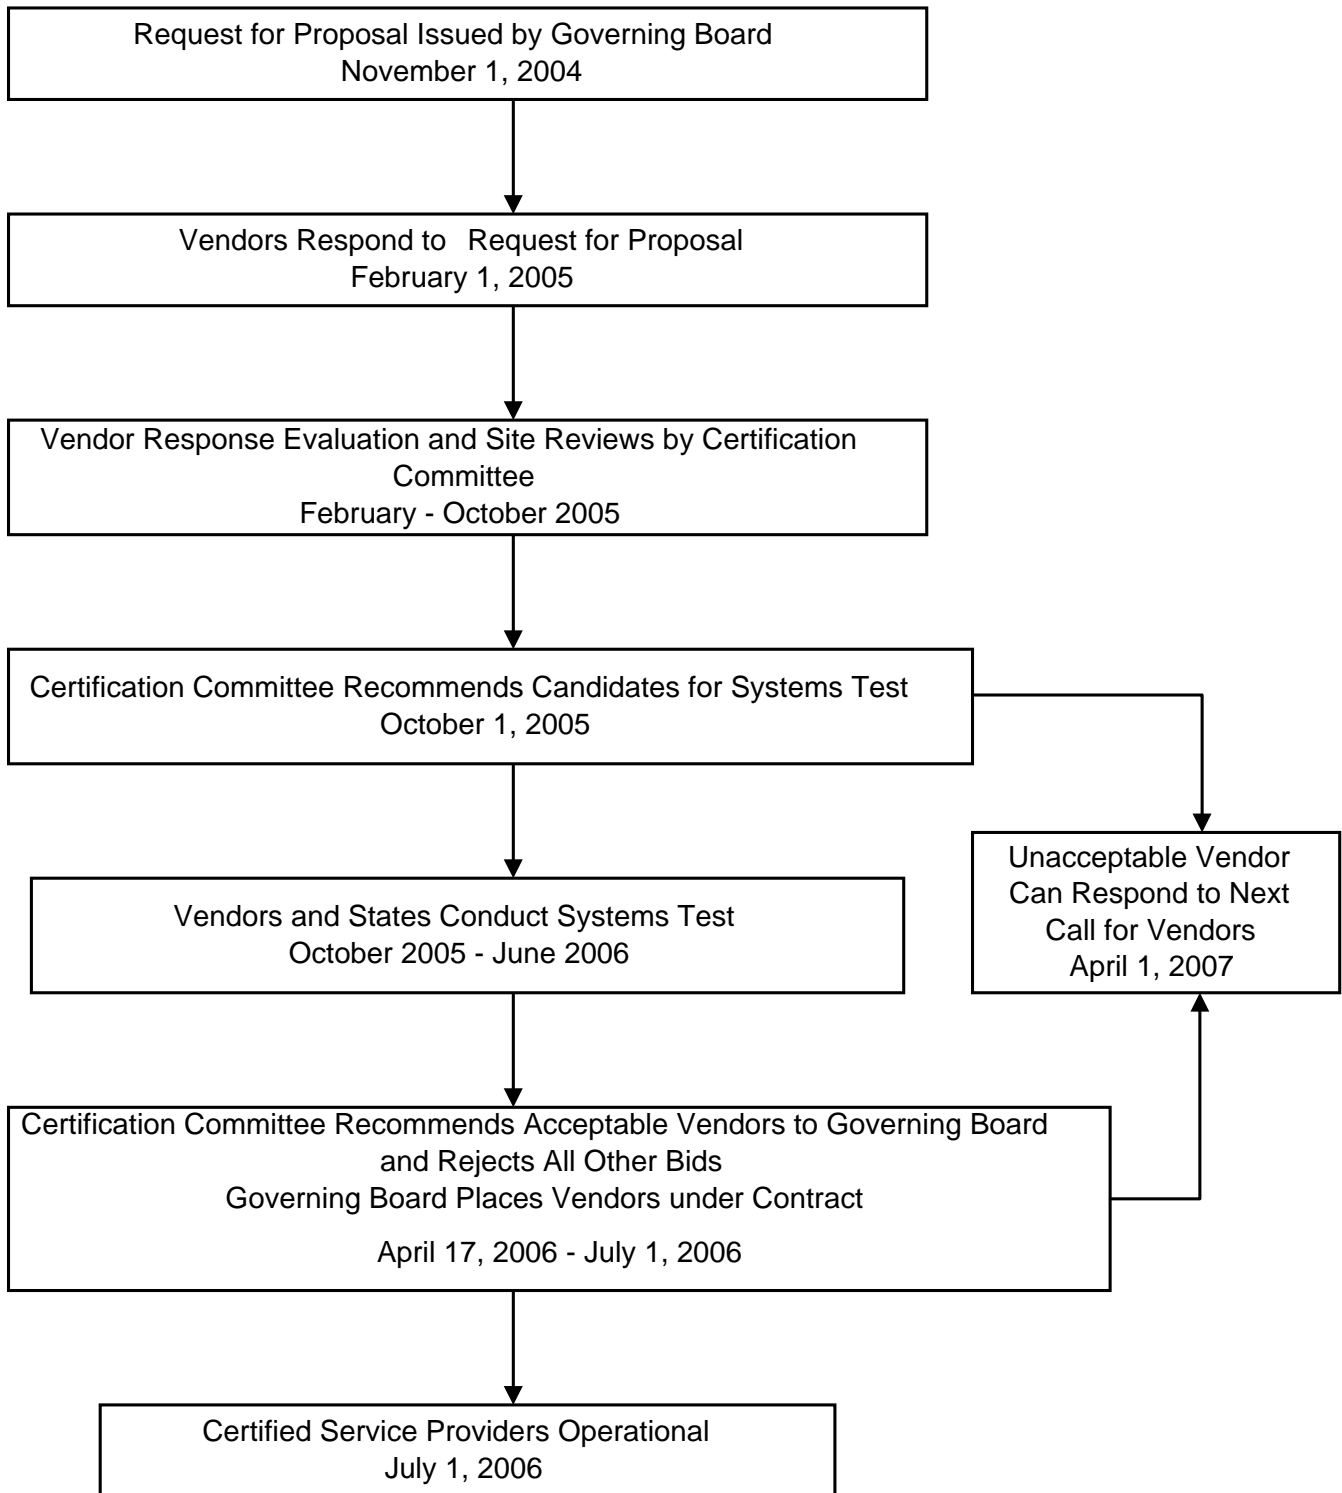 Request for Proposal Issued by Governing Board
November 1, 2004
Vendors Respond to Request for Proposal
February 1, 2005
Vendor Response Evaluation and Site Reviews by Certification
Committee
February - October 2005
Certification Committee Recommends Candidates for Systems Test
October 1, 2005
Unacceptable Vendor
Can Respond to Next
Call for Vendors
April 1, 2007
Vendors and States Conduct Systems Test
October 2005 - June 2006
Certification Committee Recommends Acceptable Vendors to Governing Board
and Rejects All Other Bids
Governing Board Places Vendors under Contract
April 17, 2006 - July 1, 2006
Certified Service Providers Operational
July 1, 2006